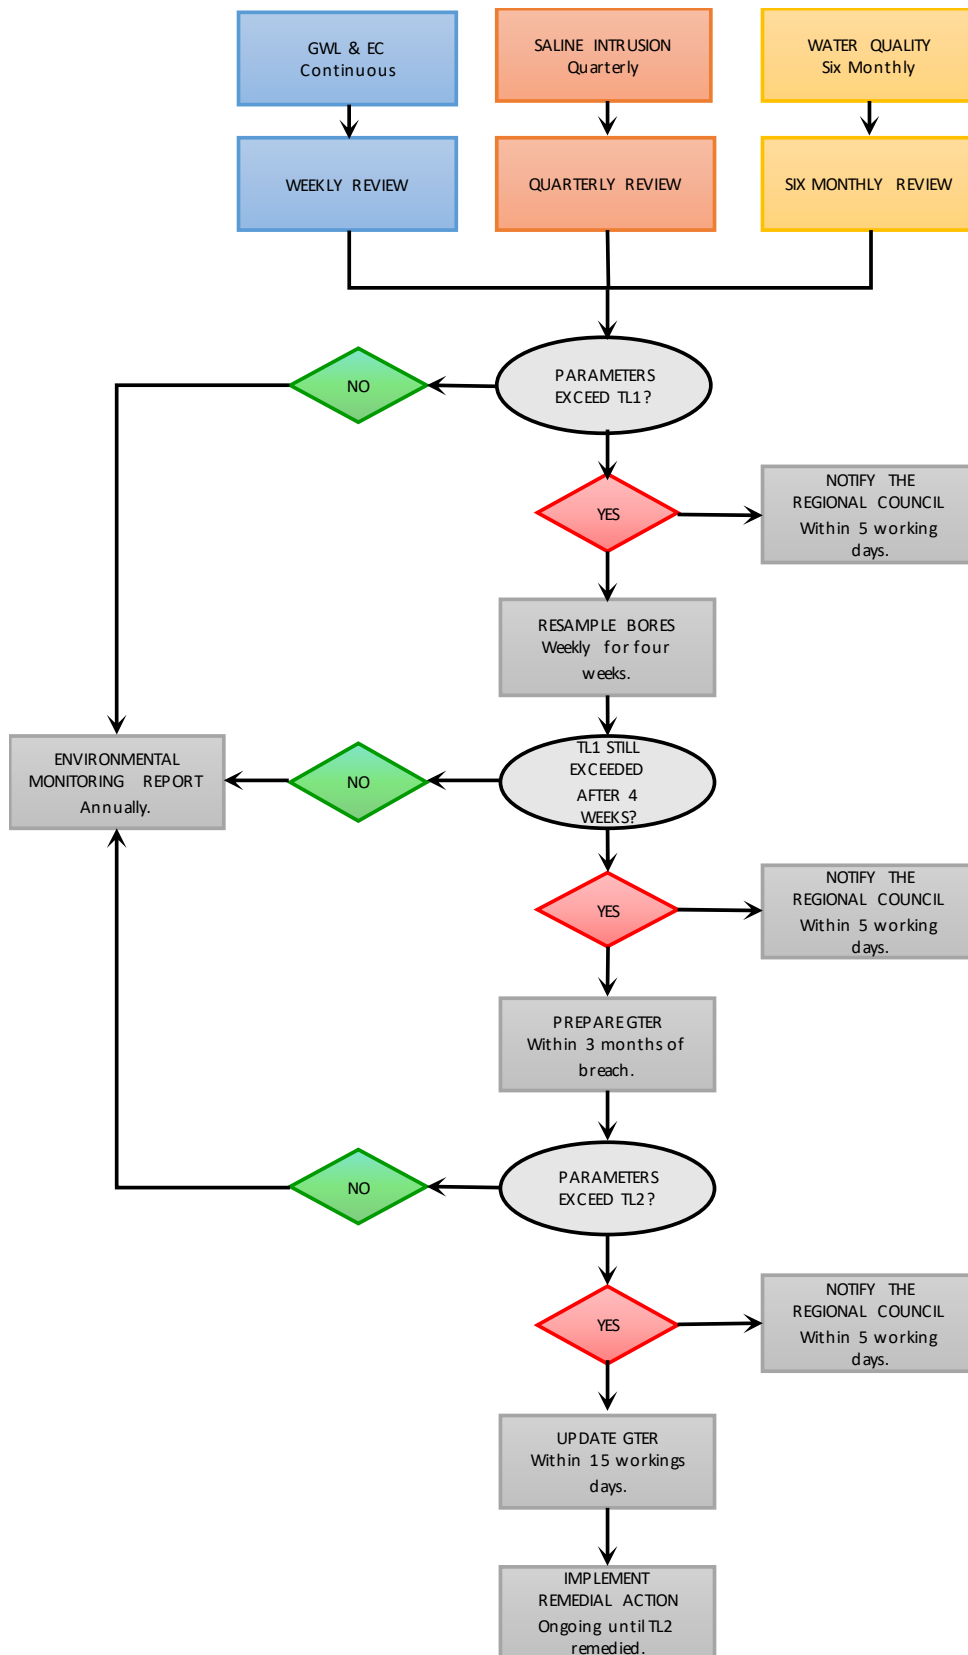 GWL & EC
Continuous
SALINE INTRUSION
Quarterly
WATER QUALITY
Six Monthly
WEEKLY REVIEW
QUARTERLY REVIEW
SIX MONTHLY REVIEW
PARAMETERS
EXCEED TL1?
NO
YES
NOTIFY THE
REGIONAL COUNCIL
Within 5 working
days.
RESAMPLE BORES
Weekly for four
weeks.
TL1 STILL
EXCEEDED
AFTER 4
WEEKS?
NO
ENVIRONMENTAL
MONITORING REPORT
Annually.
YES
NOTIFY THE
REGIONAL COUNCIL
Within 5 working
days.
PREPARE GTER
Within 3 months of
breach.
PARAMETERS
EXCEED TL2?
NO
YES
NOTIFY THE
REGIONAL COUNCIL
Within 5 working
days.
UPDATE GTER
Within 15 workings
days.
IMPLEMENT
REMEDIAL ACTION
Ongoing until TL2
remedied.